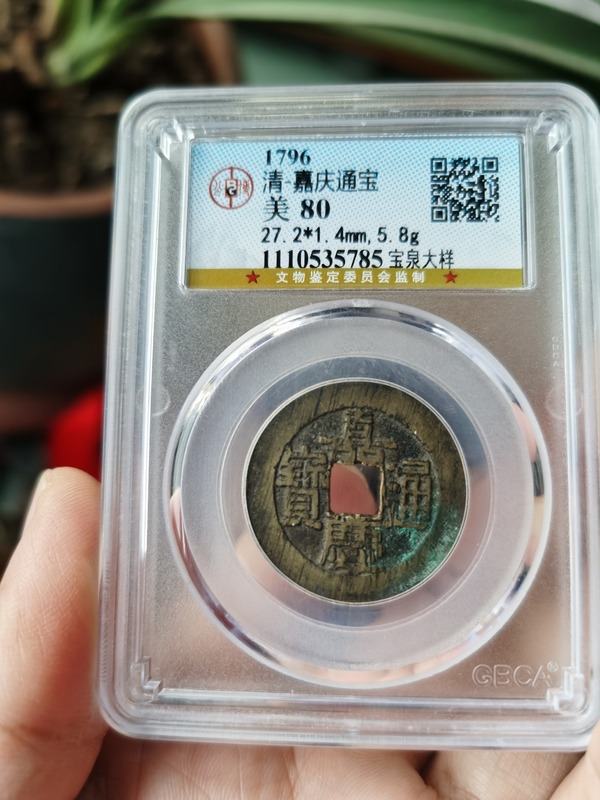 1796
清-嘉庆通宝
美 80
27.2*1.4mm, 5.8g
1110535785 宝泉大样
★ 文物鉴定委员会监制 ★
嘉
寶 通
慶
GBCA®